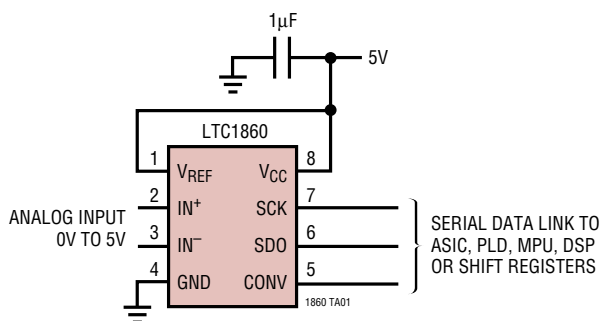 1μF
5V
LTC1860
1 VREF VCC 8
2 IN+ SCK 7
3 IN– SDO 6
4 GND CONV 5
ANALOG INPUT
0V TO 5V
SERIAL DATA LINK TO
ASIC, PLD, MPU, DSP
OR SHIFT REGISTERS
1860 TA01